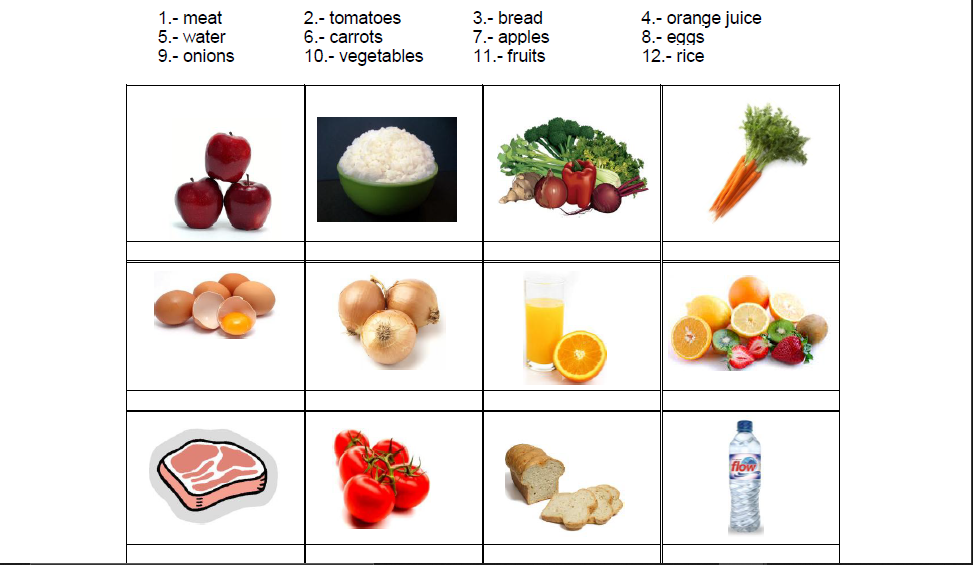 1.- meat 2.- tomatoes 3.- bread 4.- orange juice
5.- water 6.- carrots 7.- apples 8.- eggs
9.- onions 10.- vegetables 11.- fruits 12.- rice
flow